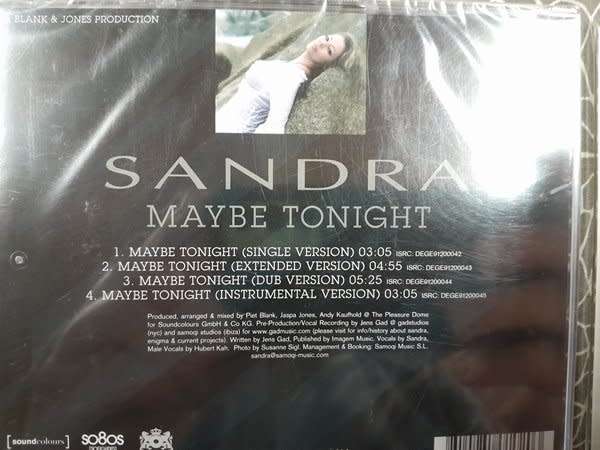 BLANK & JONES PRODUCTION
SANDRA
MAYBE TONIGHT
1. MAYBE TONIGHT (SINGLE VERSION) 03:05 ISRC: DEGE91200042
2. MAYBE TONIGHT (EXTENDED VERSION) 04:55 ISRC: DEGE91200043
3. MAYBE TONIGHT (DUB VERSION) 05:25 ISRC: DEGE91200044
4. MAYBE TONIGHT (INSTRUMENTAL VERSION) 03:05 ISRC: DEGE91200045
Produced, arranged & mixed by Piet Blank, Jaspa Jones, Andy Kaufhold @ The Pleasure Dome
for Soundcolours GmbH & Co KG. Pre-Production/Vocal Recording by Jens Gad @ gadstudios
(nyc) and samoqi studios (ibiza) for www.gadmusic.com (please visit for info/history about sandra,
enigma & current projects). Written by Jens Gad, Published by Imagem Music. Vocals by Sandra,
Male Vocals by Hubert Kah, Photo by Susanne Sigl. Management & Booking: Samoqi Music S.L.
sandra@samoqi-music.com
[soundcolours] so80s